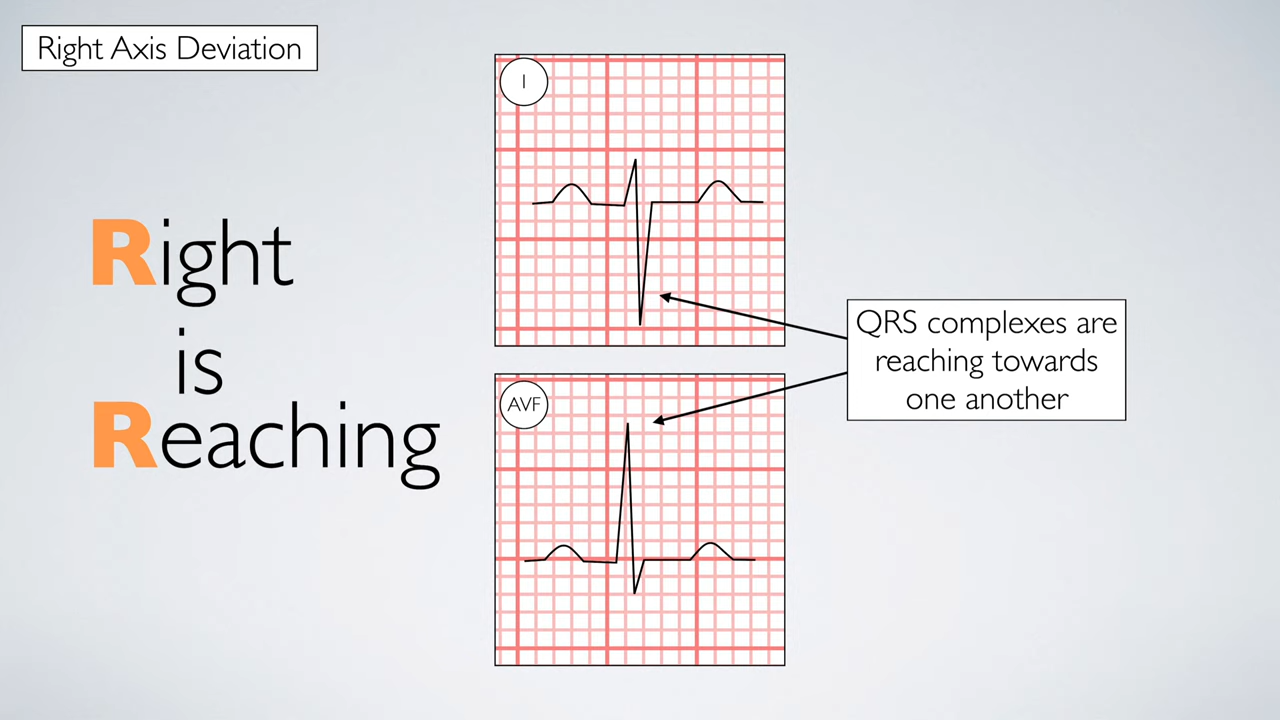 Right Axis Deviation
Right
is
Reaching
I
AVF
QRS complexes are
reaching towards
one another